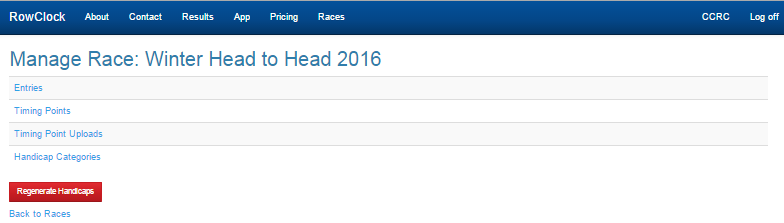 RowClock About Contact Results App Pricing Races CCRC Log off
Manage Race: Winter Head to Head 2016
Entries
Timing Points
Timing Point Uploads
Handicap Categories
Regenerate Handicaps
Back to Races